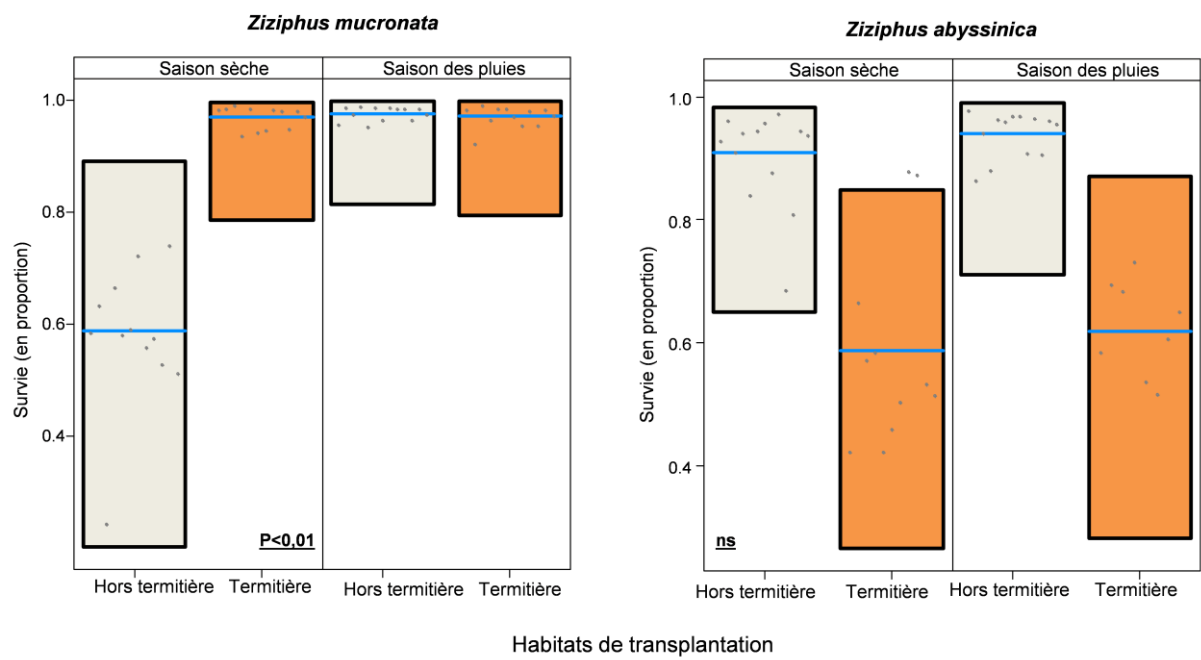 Ziziphus mucronata
Saison sèche
Saison des pluies
Survie (en proportion)
1.0
0.8
0.6
0.4
P<0,01
Hors termitière
Termitière
Hors termitière
Termitière
Ziziphus abyssinica
Saison sèche
Saison des pluies
Survie (en proportion)
1.0
0.8
0.6
0.4
ns
Hors termitière
Termitière
Hors termitière
Termitière
Habitats de transplantation